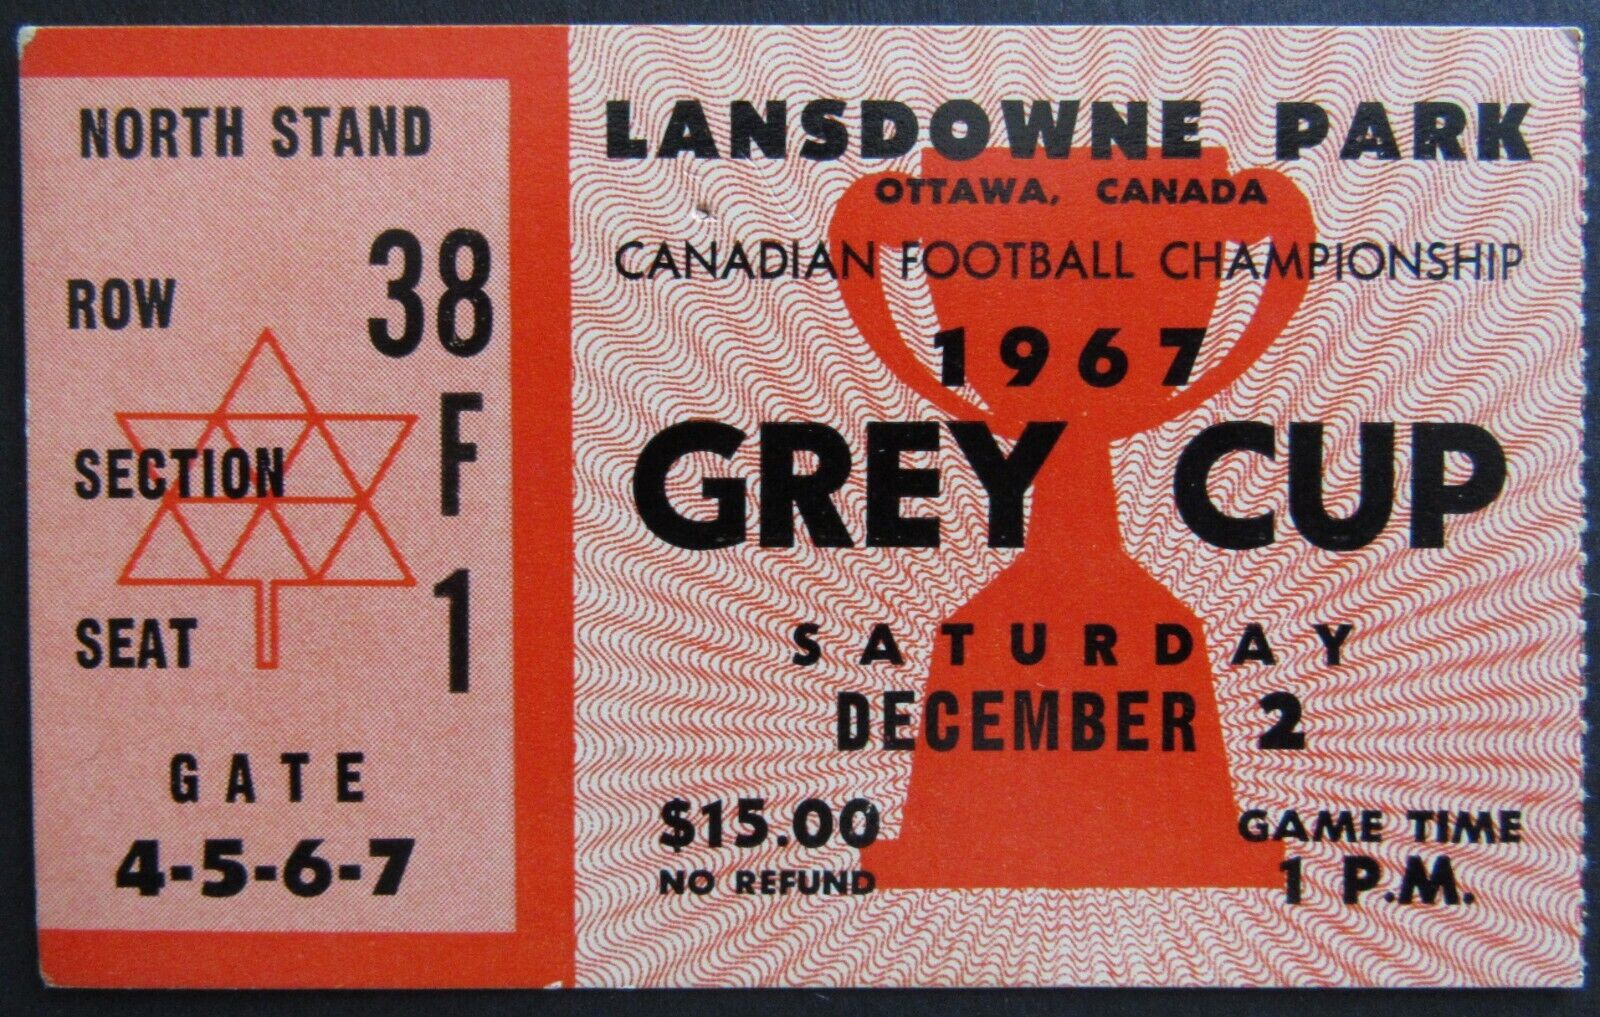 NORTH STAND
ROW 38
SECTION F
SEAT 1
GATE
4-5-6-7
LANSDOWNE PARK
OTTAWA, CANADA
CANADIAN FOOTBALL CHAMPIONSHIP
1967
GREY CUP
SATURDAY
DECEMBER 2
$15.00
NO REFUND
GAME TIME
1 P.M.